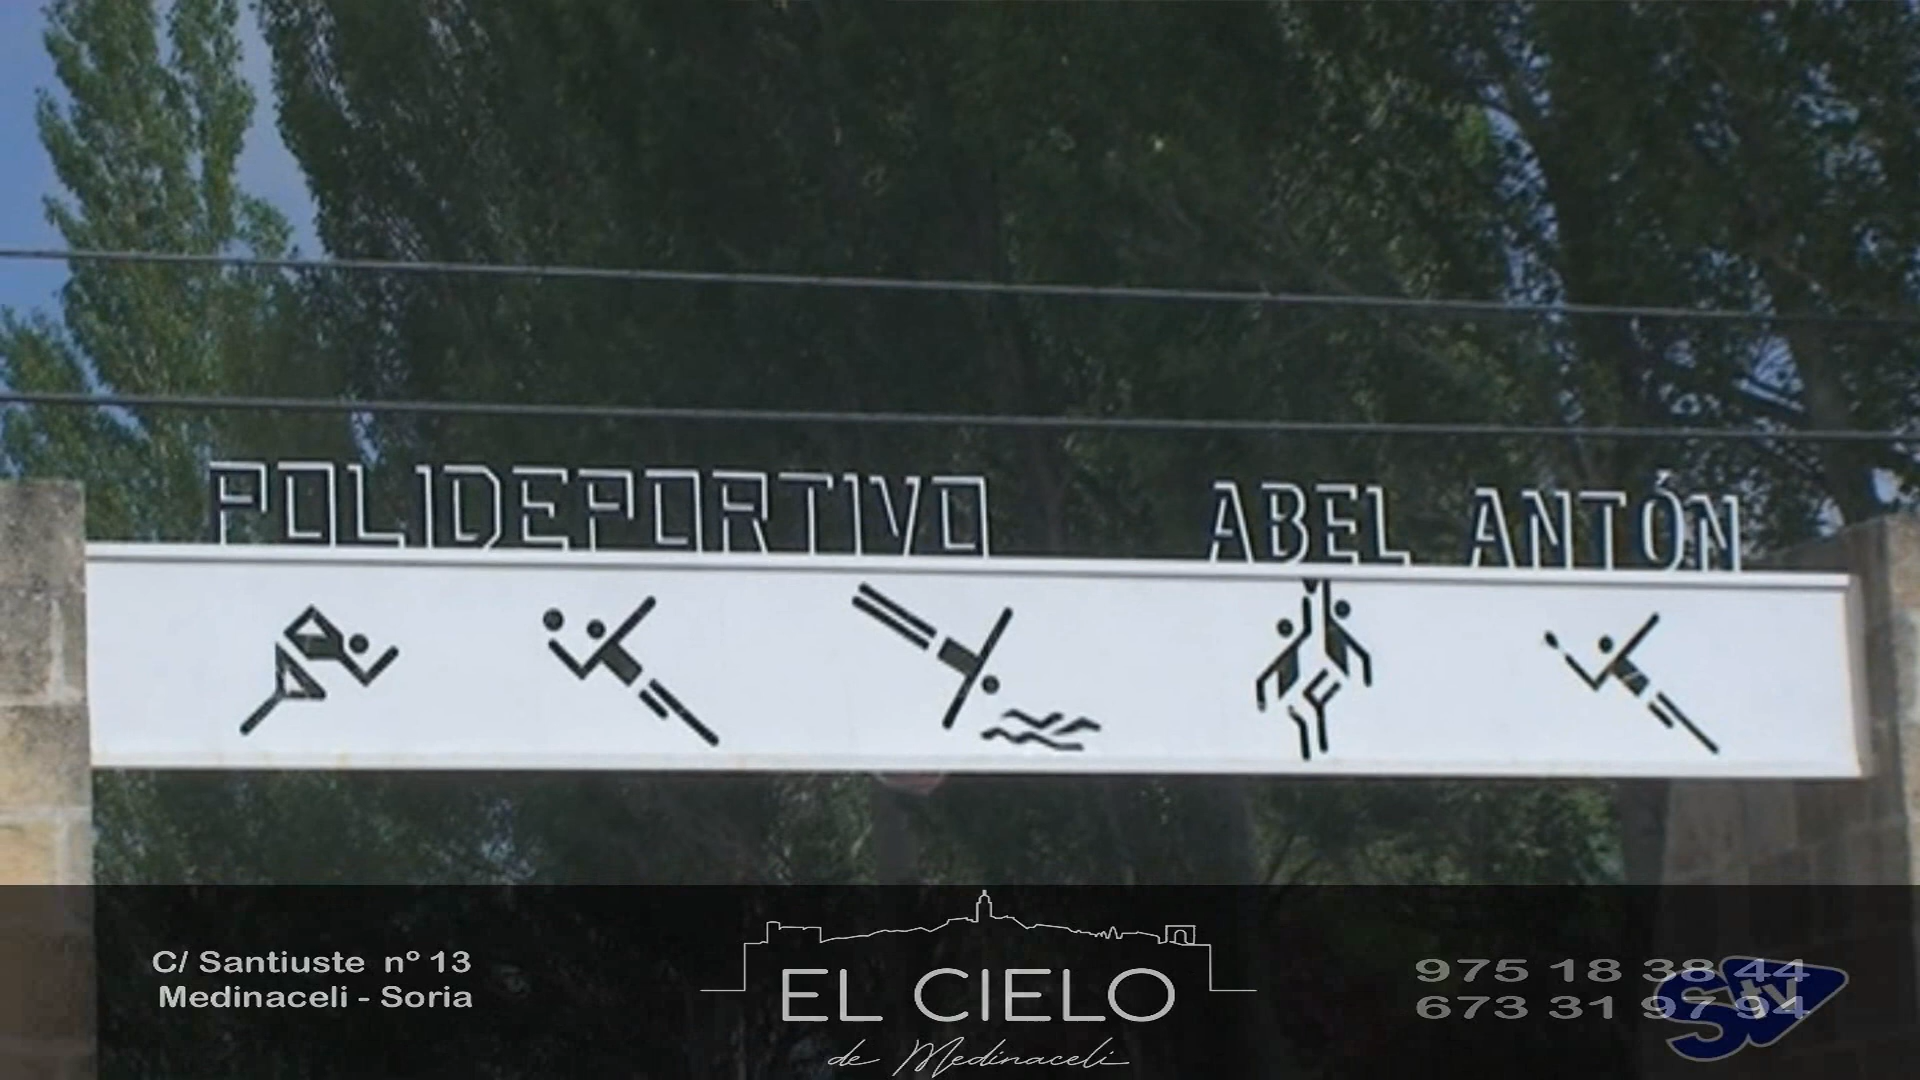 POLIDEPORTIVO ABEL ANTÓN
C/ Santiuste nº 13
Medinaceli - Soria
EL CIELO
de Medinaceli
975 18 38 44
673 31 97 94
Stv